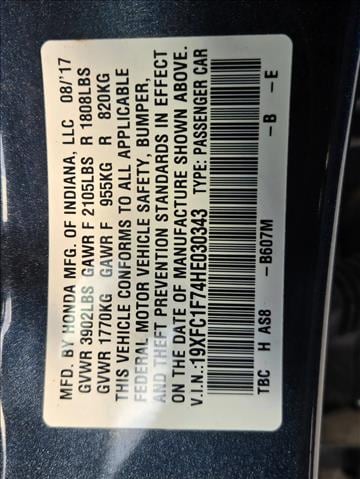 MFD. BY HONDA MFG. OF INDIANA, LLC 08/'17
GVWR 3902LBS GAWR F 2105LBS R 1808LBS
GVWR 1770KG GAWR F 955KG R 820KG
THIS VEHICLE CONFORMS TO ALL APPLICABLE
FEDERAL MOTOR VEHICLE SAFETY, BUMPER,
AND THEFT PREVENTION STANDARDS IN EFFECT
ON THE DATE OF MANUFACTURE SHOWN ABOVE.
V.I.N.:19XFC1F74HE030343 TYPE: PASSENGER CAR
TBC H AS8 -B607M -B -E